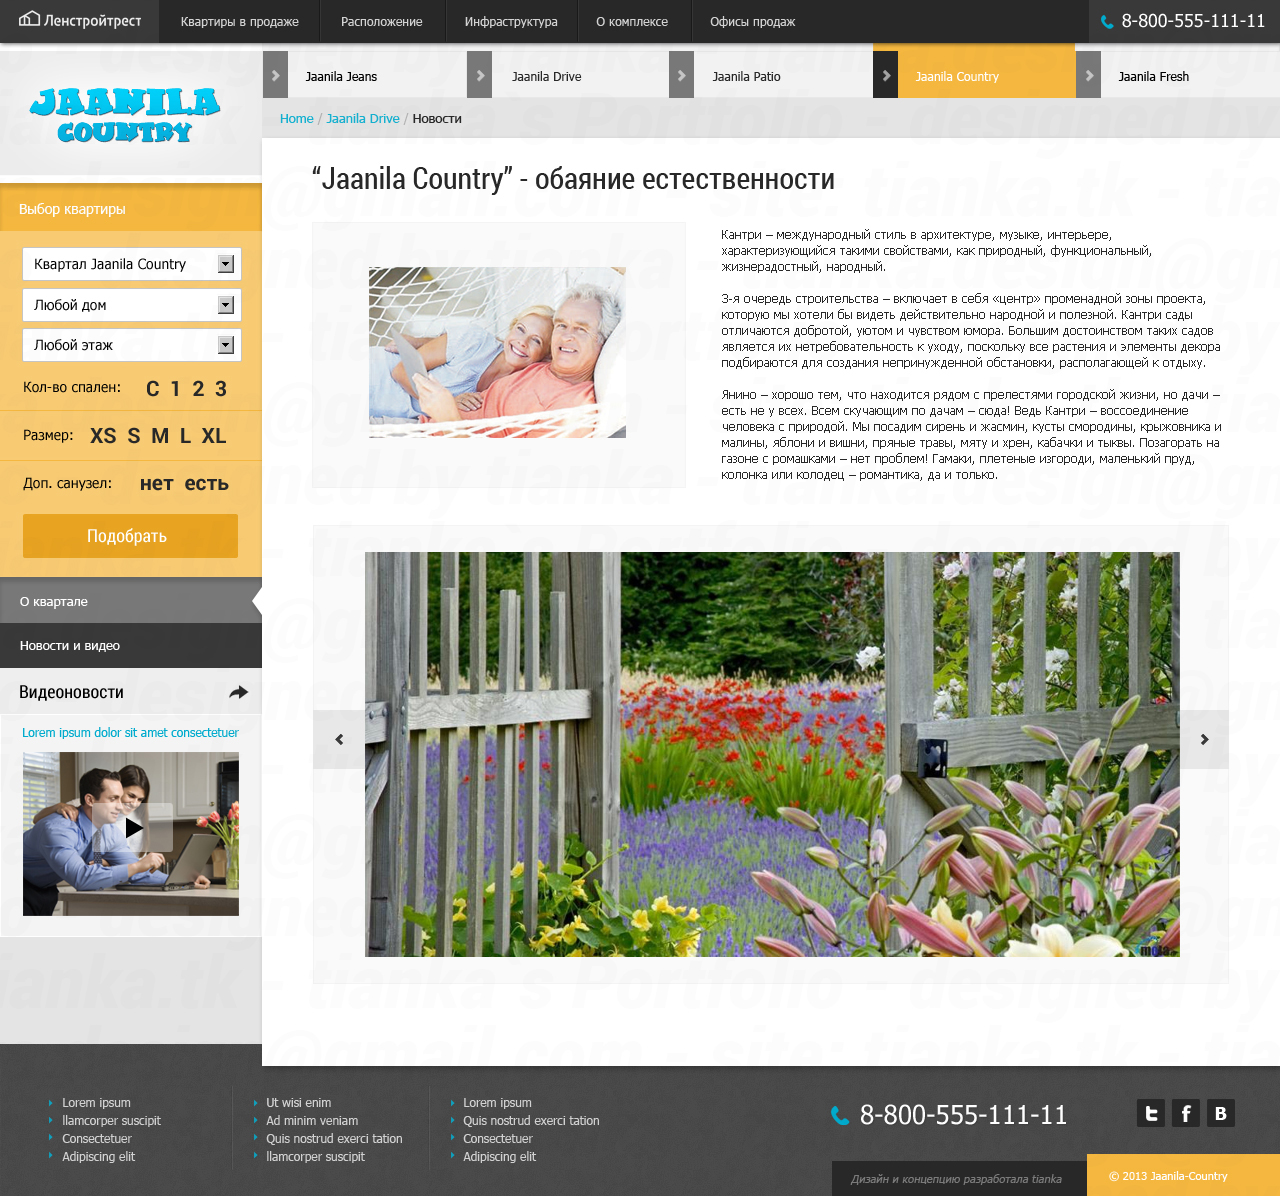 Ленстройтрест
Квартиры в продаже
Расположение
Инфраструктура
О комплексе
Офисы продаж
8-800-555-111-11
JAANILA
COUNTRY
Jaanila Jeans
Jaanila Drive
Jaanila Patio
Jaanila Country
Jaanila Fresh
Home / Jaanila Drive / Новости
Выбор квартиры
Квартал Jaanila Country
Любой дом
Любой этаж
Кол-во спален: С 1 2 3
Размер: XS S M L XL
Доп. санузел: нет есть
Подобрать
О квартале
Новости и видео
Видеоновости
Lorem ipsum dolor sit amet consectetuer
“Jaanila Country” - обаяние естественности
Кантри – международный стиль в архитектуре, музыке, интерьере,
характеризующийся такими свойствами, как природный, функциональный,
жизнерадостный, народный.
3-я очередь строительства – включает в себя «центр» променадной зоны проекта,
которую мы хотели бы видеть действительно народной и полезной. Кантри сады
отличаются добротой, уютом и чувством юмора. Большим достоинством таких садов
является их нетребовательность к уходу, поскольку все растения и элементы декора
подбираются для создания непринужденной обстановки, располагающей к отдыху.
Янино – хорошо тем, что находится рядом с прелестями городской жизни, но дачи –
есть не у всех. Всем скучающим по дачам – сюда! Ведь Кантри – воссоединение
человека с природой. Мы посадим сирень и жасмин, кусты смородины, крыжовника и
малины, яблони и вишни, пряные травы, мяту и хрен, кабачки и тыквы. Позагорать на
газоне с ромашками – нет проблем! Гамаки, плетеные изгороди, маленький пруд,
колонка или колодец – романтика, да и только.
Lorem ipsum
llamcorper suscipit
Consectetuer
Adipiscing elit
Ut wisi enim
Ad minim veniam
Quis nostrud exerci tation
llamcorper suscipit
Lorem ipsum
Quis nostrud exerci tation
Consectetuer
Adipiscing elit
8-800-555-111-11
Дизайн и концепцию разработала tianka
© 2013 Jaanila-Country